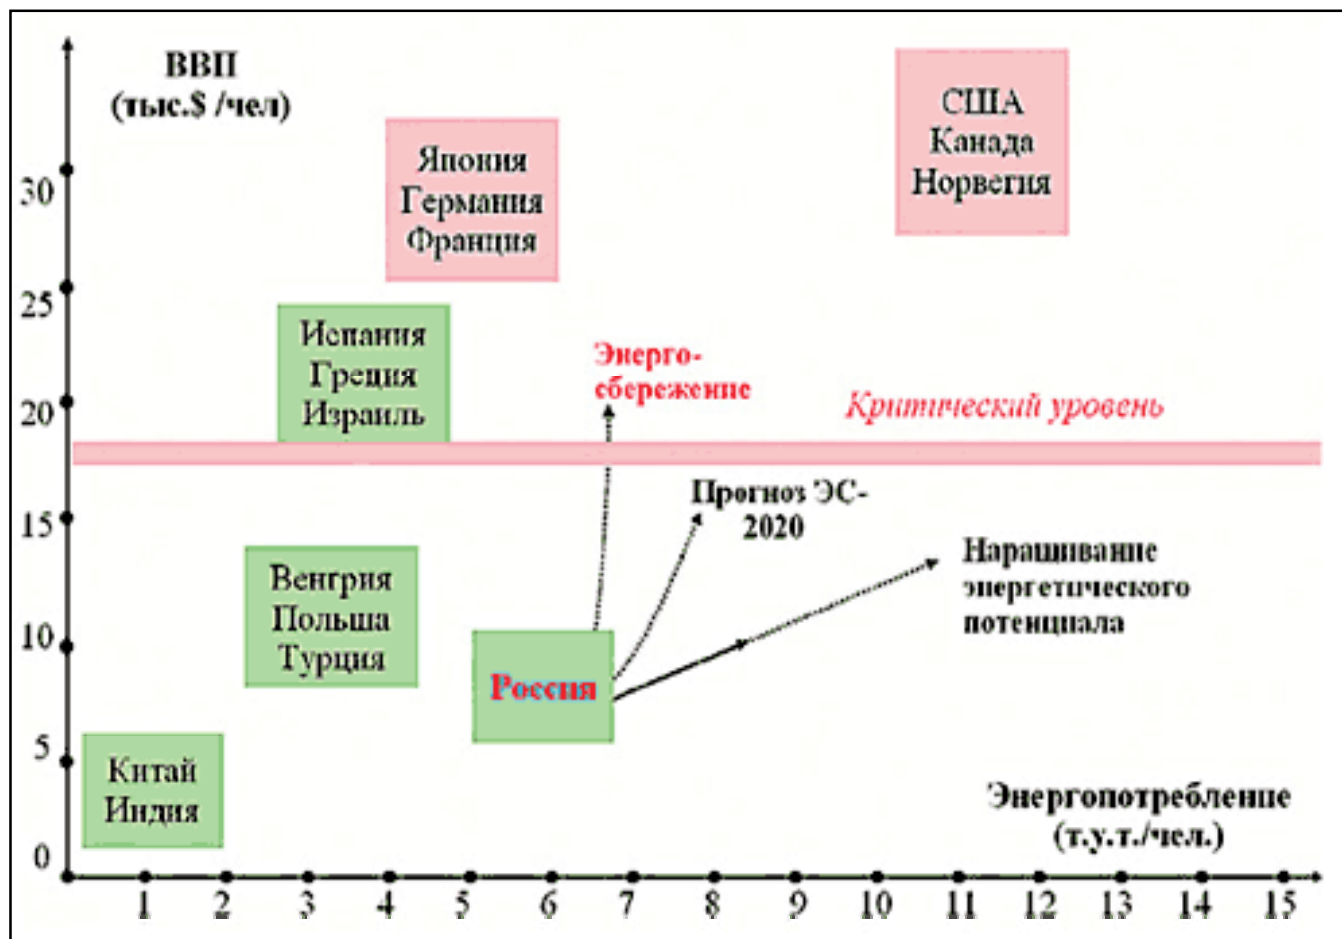 ВВП
(тыс.$ /чел)
США
Канада
Норвегия
Япония
Германия
Франция
30
25
Испания
Греция
Израиль
Энерго-
сбережение
20
Критический уровень
Прогноз ЭС-
2020
15
Наращивание
энергетического
потенциала
Венгрия
Польша
Турция
10
Россия
5
Китай
Индия
Энергопотребление
(т.у.т./чел.)
0
1 2 3 4 5 6 7 8 9 10 11 12 13 14 15